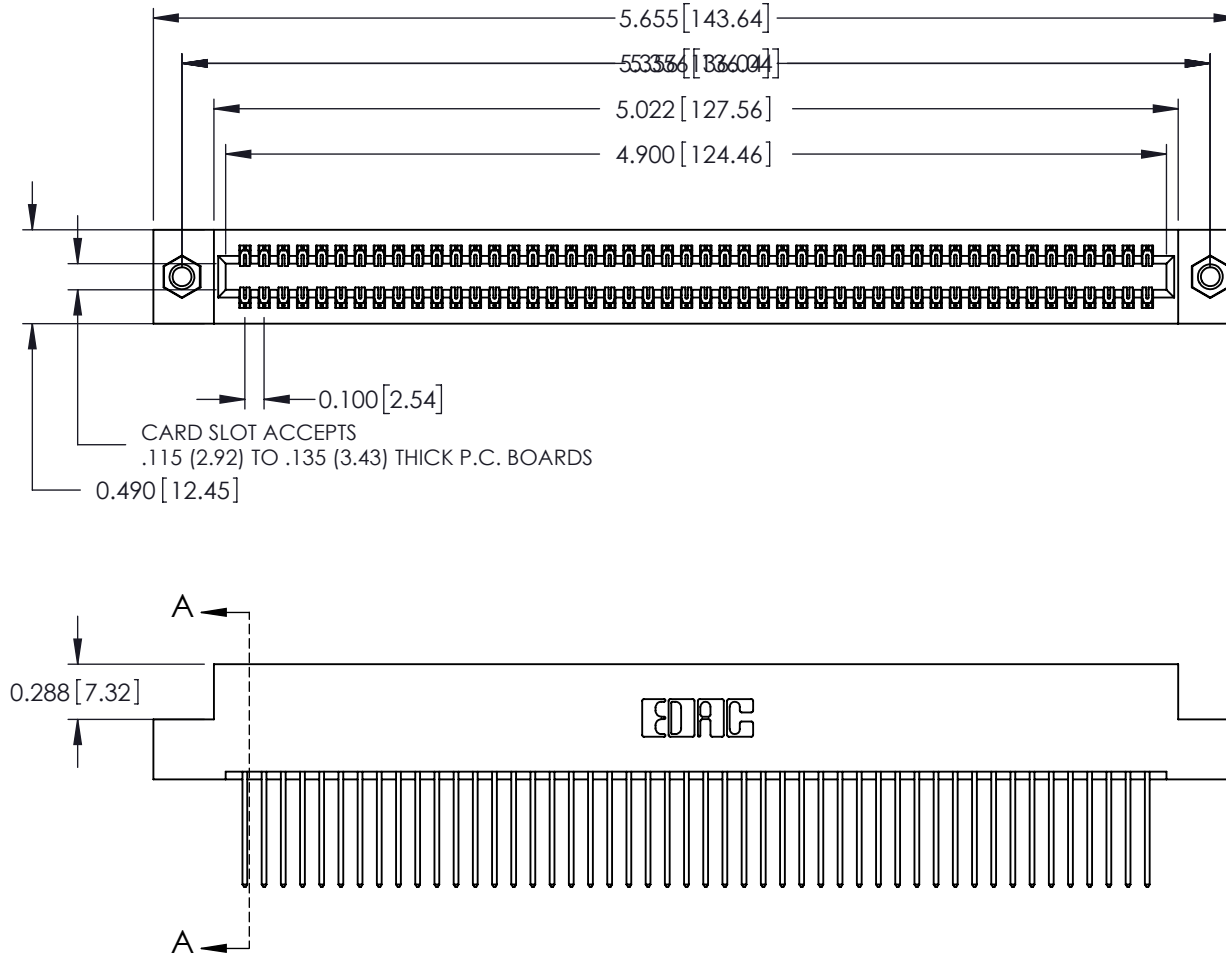 5.655[143.64]
5.022[127.56]
4.900[124.46]
0.100[2.54]
CARD SLOT ACCEPTS
.115 (2.92) TO .135 (3.43) THICK P.C. BOARDS
0.490[12.45]
A
0.288[7.32]
EDAC
A